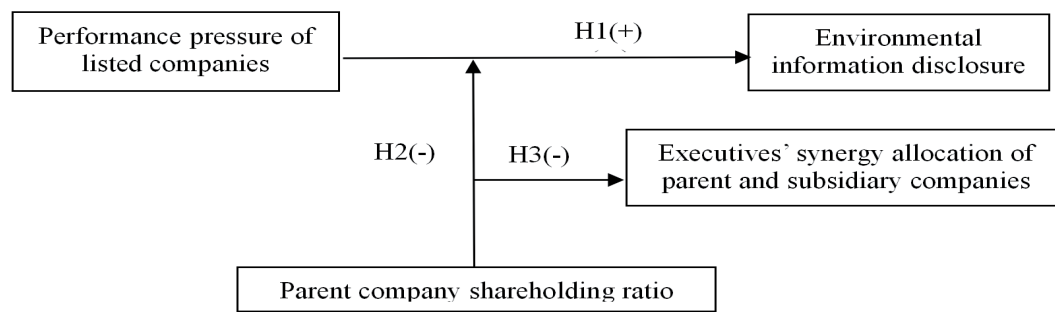 Performance pressure of
listed companies
H1(+)
Environmental
information disclosure
H2(-)
H3(-)
Executives’ synergy allocation of
parent and subsidiary companies
Parent company shareholding ratio